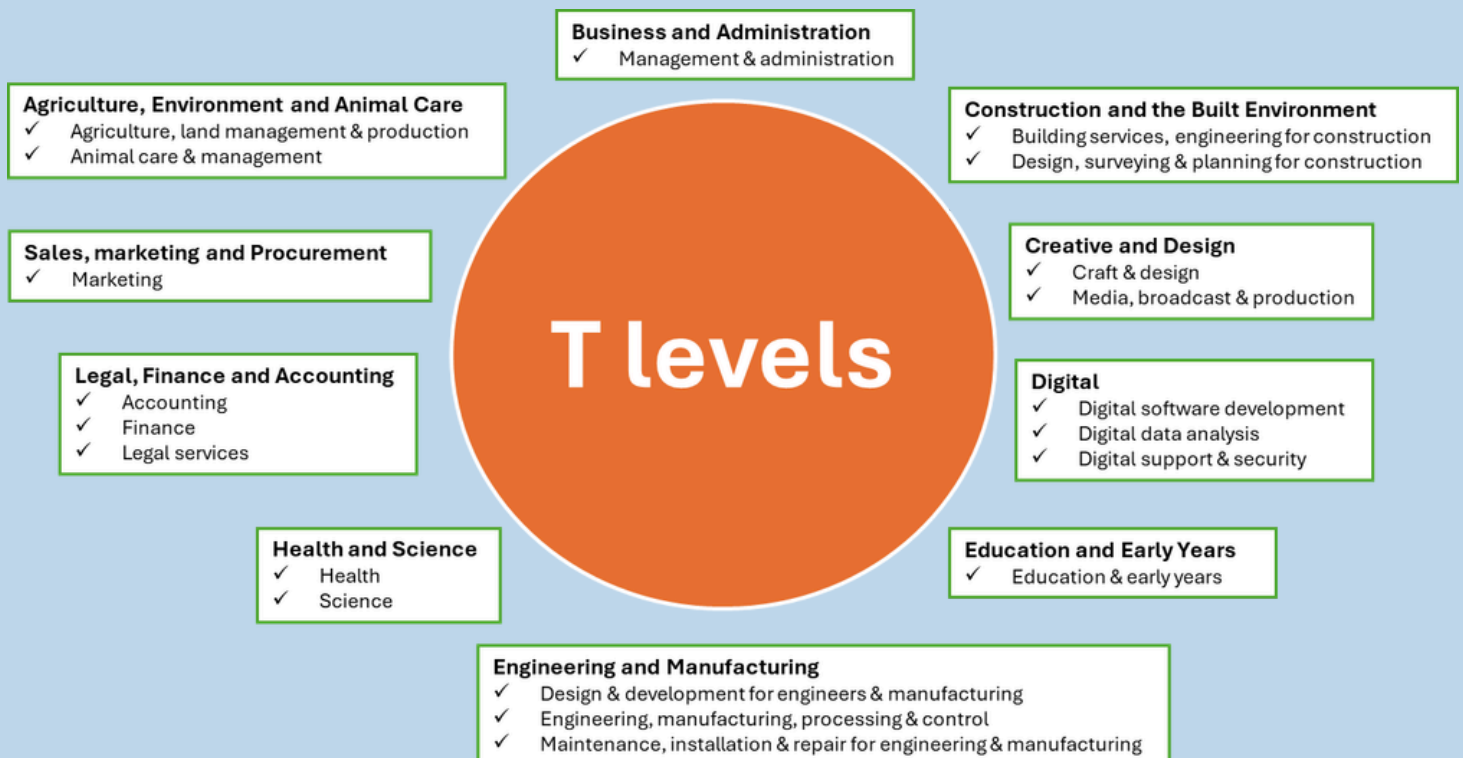 Business and Administration
✓ Management & administration
Agriculture, Environment and Animal Care
✓ Agriculture, land management & production
✓ Animal care & management
Construction and the Built Environment
✓ Building services, engineering for construction
✓ Design, surveying & planning for construction
Sales, marketing and Procurement
✓ Marketing
Creative and Design
✓ Craft & design
✓ Media, broadcast & production
T levels
Legal, Finance and Accounting
✓ Accounting
✓ Finance
✓ Legal services
Digital
✓ Digital software development
✓ Digital data analysis
✓ Digital support & security
Health and Science
✓ Health
✓ Science
Education and Early Years
✓ Education & early years
Engineering and Manufacturing
✓ Design & development for engineers & manufacturing
✓ Engineering, manufacturing, processing & control
✓ Maintenance, installation & repair for engineering & manufacturing